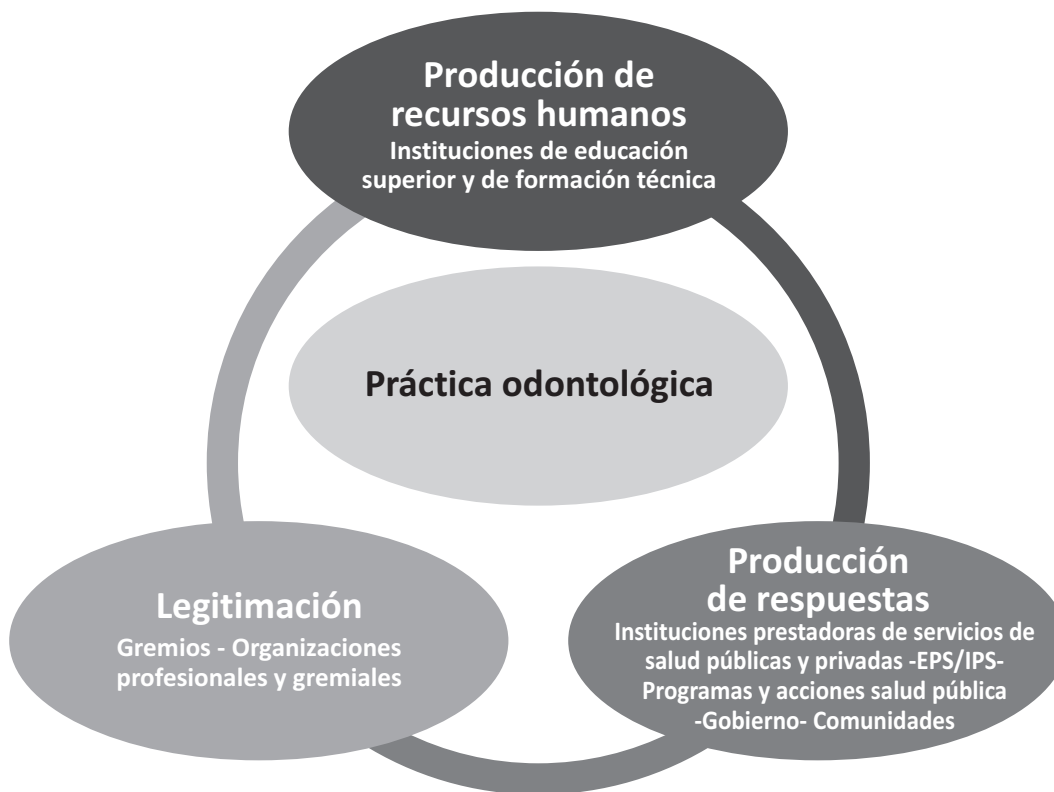 Producción de
recursos humanos
Instituciones de educación
superior y de formación técnica
Práctica odontológica
Legitimación
Gremios - Organizaciones
profesionales y gremiales
Producción
de respuestas
Instituciones prestadoras de servicios de
salud públicas y privadas -EPS/IPS-
Programas y acciones salud pública
-Gobierno- Comunidades